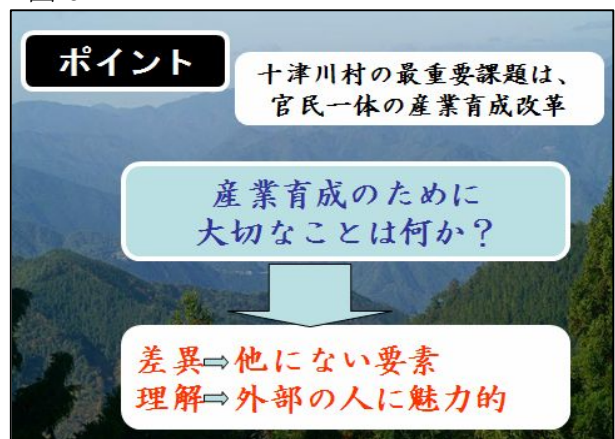 ポイント
十津川村の最重要課題は、
官民一体の産業育成改革
産業育成のために
大切なことは何か？
差異⇨他にない要素
理解⇨外部の人に魅力的